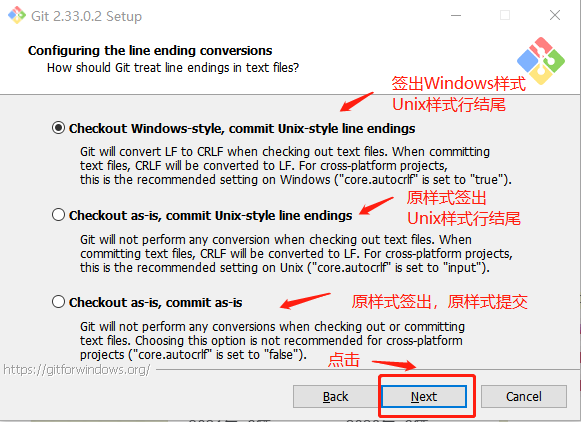 Git 2.33.0.2 Setup
Configuring the line ending conversions
How should Git treat line endings in text files?
签出Windows样式
Unix样式行结尾
Checkout Windows-style, commit Unix-style line endings
Git will convert LF to CRLF when checking out text files. When committing
text files, CRLF will be converted to LF. For cross-platform projects,
this is the recommended setting on Windows ("core.autocrlf" is set to "true").
原样式签出
Unix样式行结尾
Checkout as-is, commit Unix-style line endings
Git will not perform any conversion when checking out text files. When
committing text files, CRLF will be converted to LF. For cross-platform projects,
this is the recommended setting on Unix ("core.autocrlf" is set to "input").
Checkout as-is, commit as-is
原样式签出，原样式提交
Git will not perform any conversions when checking out or committing
text files. Choosing this option is not recommended for cross-platform
projects ("core.autocrlf" is set to "false").
点击
https://gitforwindows.org/
Back
Next
Cancel